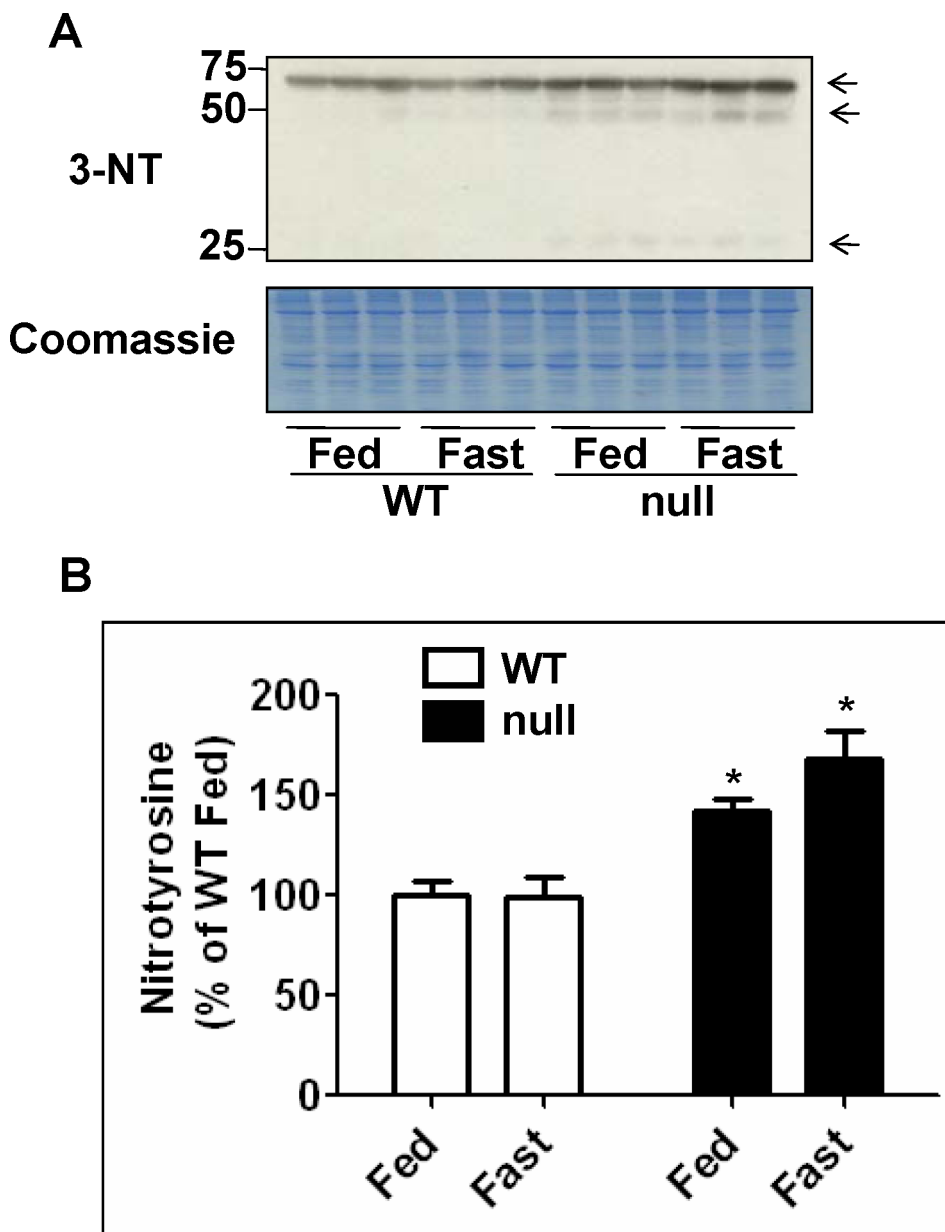 A
75
50
3-NT
25
Coomassie
Fed Fast Fed Fast
WT null
B
WT
null
Nitrotyrosine
(% of WT Fed)
200
150
100
50
0
* *
Fed Fast Fed Fast